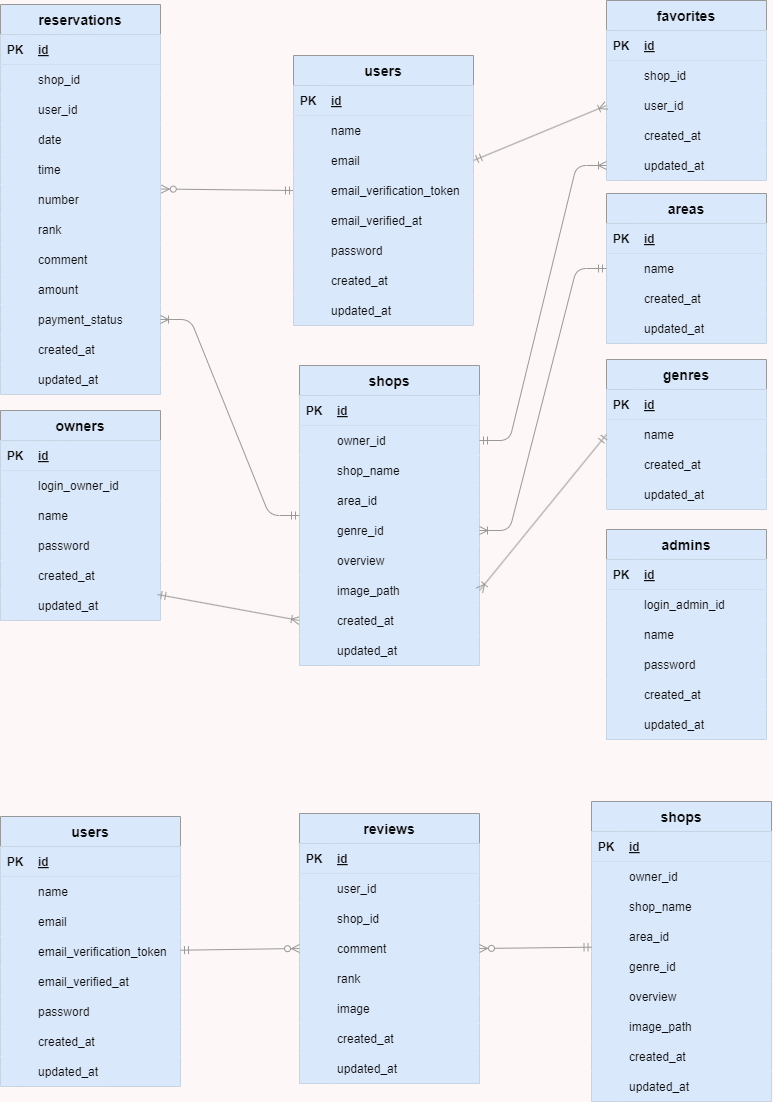 reservations
PK id
shop_id
user_id
date
time
number
rank
comment
amount
payment_status
created_at
updated_at
owners
PK id
login_owner_id
name
password
created_at
updated_at
users
PK id
name
email
email_verification_token
email_verified_at
password
created_at
updated_at
shops
PK id
owner_id
shop_name
area_id
genre_id
overview
image_path
created_at
updated_at
favorites
PK id
shop_id
user_id
created_at
updated_at
areas
PK id
name
created_at
updated_at
genres
PK id
name
created_at
updated_at
admins
PK id
login_admin_id
name
password
created_at
updated_at
users
PK id
name
email
email_verification_token
email_verified_at
password
created_at
updated_at
reviews
PK id
user_id
shop_id
comment
rank
image
created_at
updated_at
shops
PK id
owner_id
shop_name
area_id
genre_id
overview
image_path
created_at
updated_at